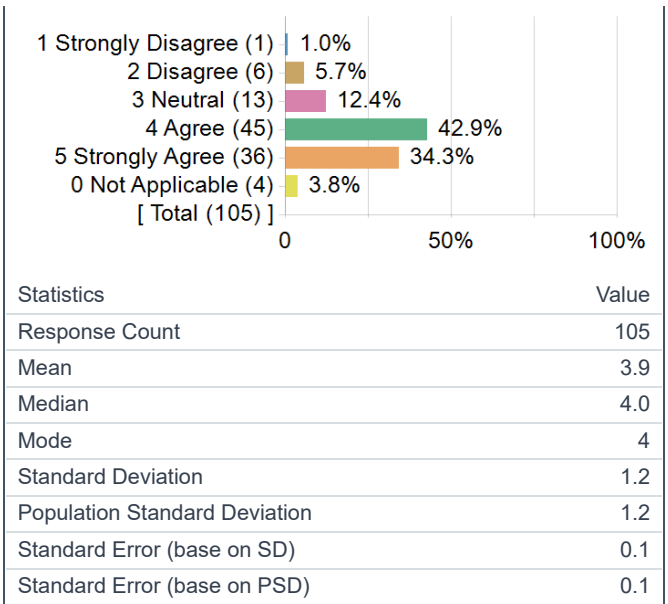 1 Strongly Disagree (1) 1.0%
2 Disagree (6) 5.7%
3 Neutral (13) 12.4%
4 Agree (45) 42.9%
5 Strongly Agree (36) 34.3%
0 Not Applicable (4) 3.8%
[ Total (105) ]
0 50% 100%
Statistics Value
Response Count 105
Mean 3.9
Median 4.0
Mode 4
Standard Deviation 1.2
Population Standard Deviation 1.2
Standard Error (base on SD) 0.1
Standard Error (base on PSD) 0.1